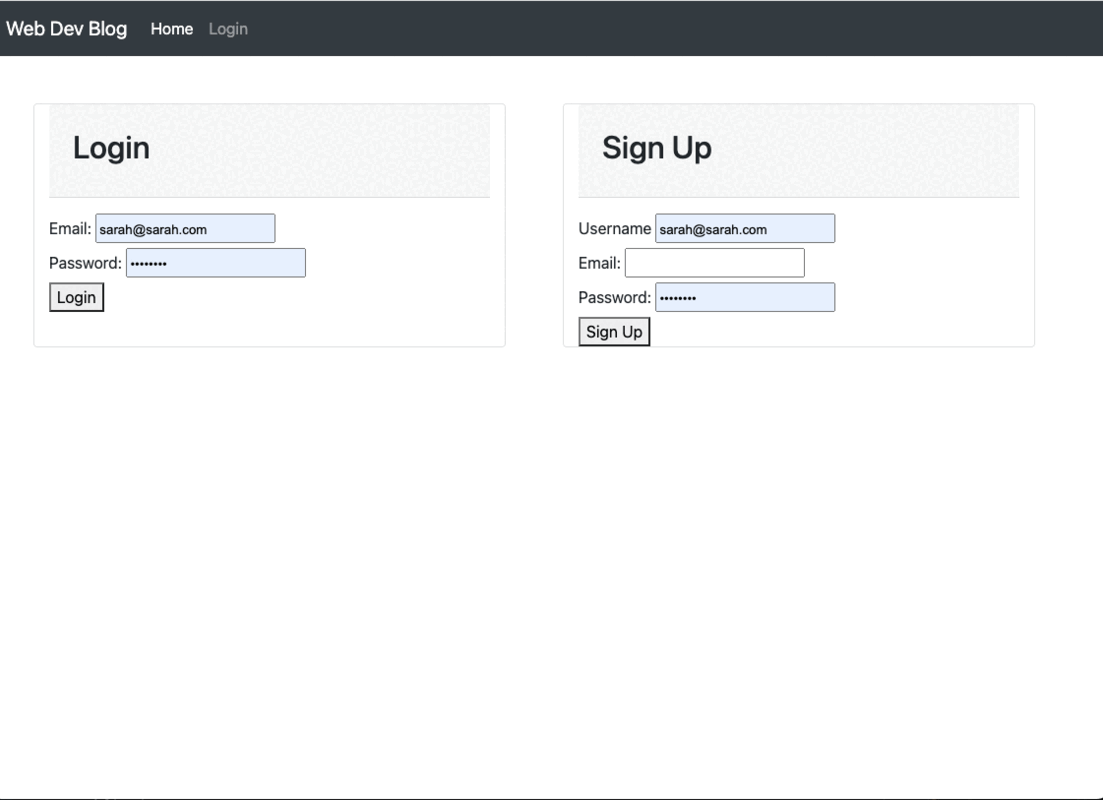 Web Dev Blog Home Login
Login
Email: sarah@sarah.com
Password: ••••••••
Login
Sign Up
Username sarah@sarah.com
Email:
Password: ••••••••
Sign Up